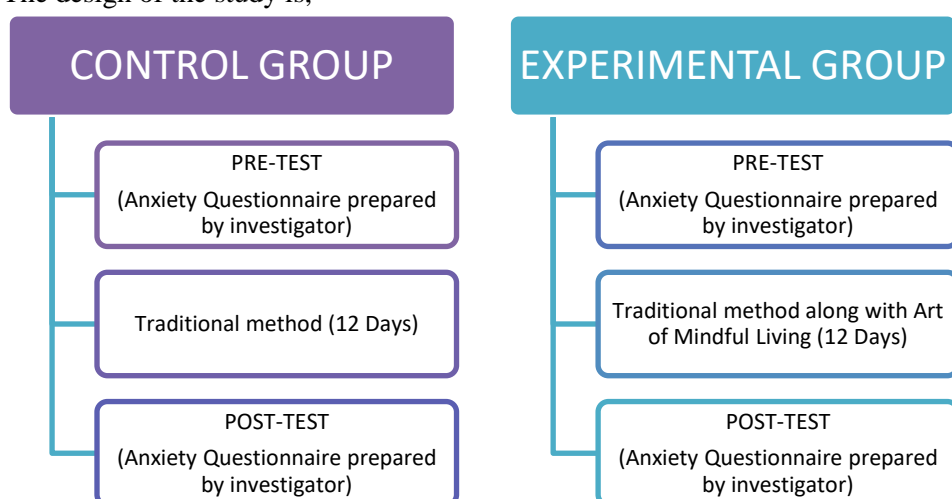 The design of the study is,
CONTROL GROUP
PRE-TEST
(Anxiety Questionnaire prepared
by investigator)
Traditional method (12 Days)
POST-TEST
(Anxiety Questionnaire prepared
by investigator)
EXPERIMENTAL GROUP
PRE-TEST
(Anxiety Questionnaire prepared
by investigator)
Traditional method along with Art
of Mindful Living (12 Days)
POST-TEST
(Anxiety Questionnaire prepared
by investigator)